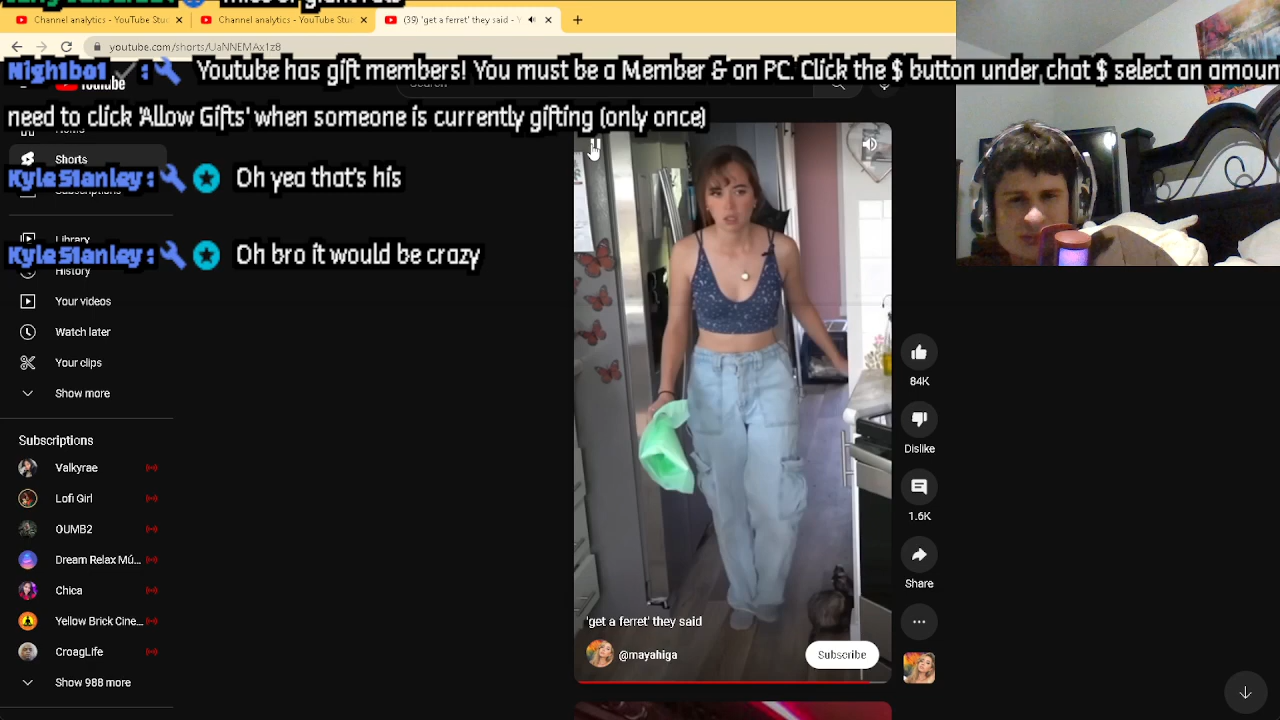 Channel analytics - YouTube Stu
Channel analytics - YouTube Stu
(39) 'get a ferret' they said - Y
youtube.com/shorts/UaNNEMAx1z8
Nightbot : Youtube has gift members! You must be a Member & on PC. Click the $ button under chat $ select an amoun
need to click 'Allow Gifts' when someone is currently gifting (only once)
Shorts
Kyle Stanley : Oh yea that's his
Subscriptions
Library
Kyle Stanley : Oh bro it would be crazy
History
Your videos
Watch later
Your clips
Show more
Subscriptions
Valkyrae
Lofi Girl
OUMB2
Dream Relax Mú...
Chica
Yellow Brick Cine...
CroagLife
Show 988 more
84K
Dislike
1.6K
Share
'get a ferret' they said
@mayahiga
Subscribe